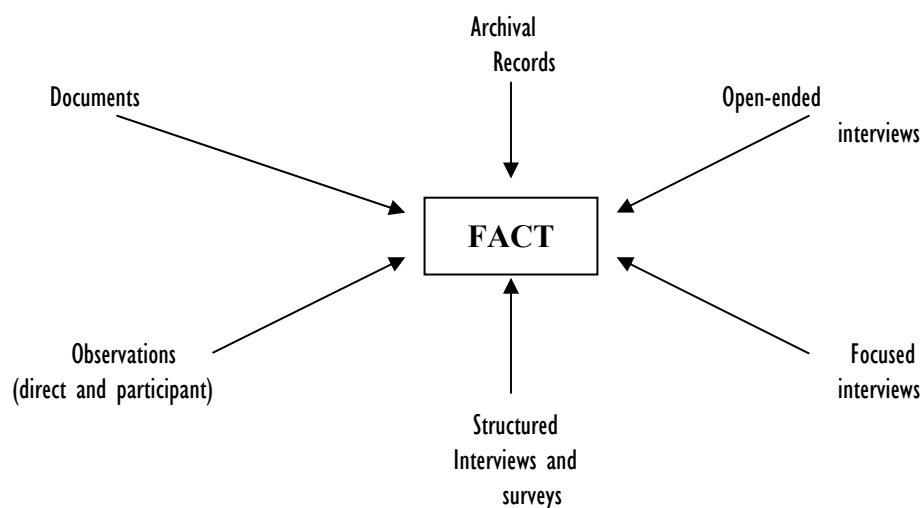 Archival
Records
Documents
Open-ended
interviews
FACT
Observations
(direct and participant)
Focused
interviews
Structured
Interviews and
surveys